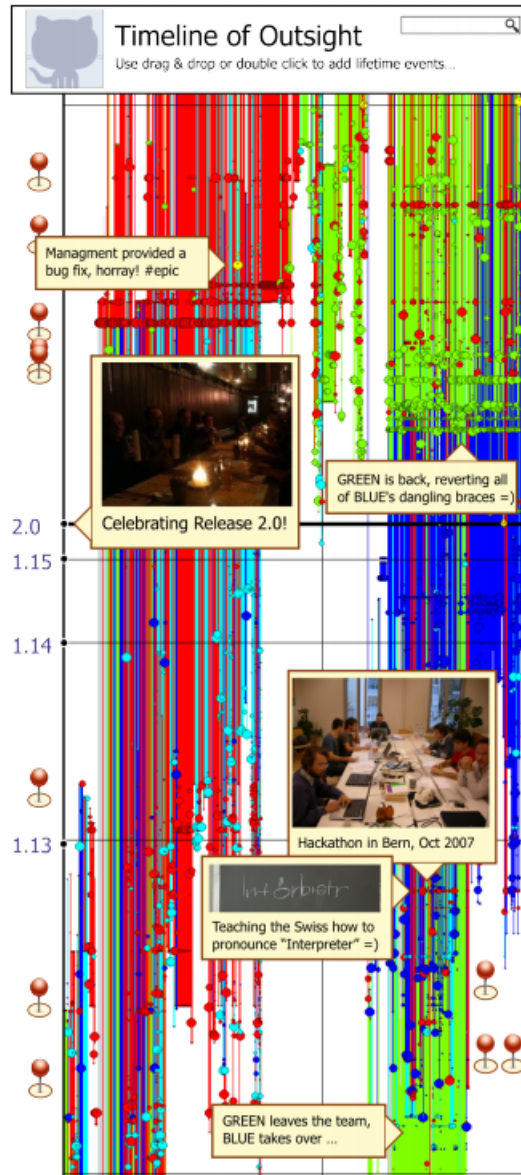 Timeline of Outsight
Use drag & drop or double click to add lifetime events...
Managment provided a
bug fix, horray! #epic
GREEN is back, reverting all
of BLUE's dangling braces =)
Celebrating Release 2.0!
2.0
1.15
1.14
Hackathon in Bern, Oct 2007
1.13
Teaching the Swiss how to
pronounce "Interpreter" =)
GREEN leaves the team,
BLUE takes over ...